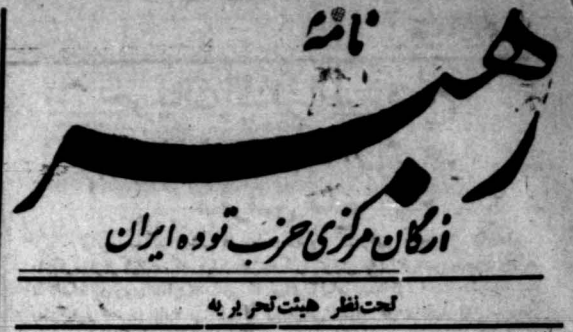 نامهٔ
رهبر
ارگان مرکزی حزب توده ایران
تحت نظر هیئت تحریریه